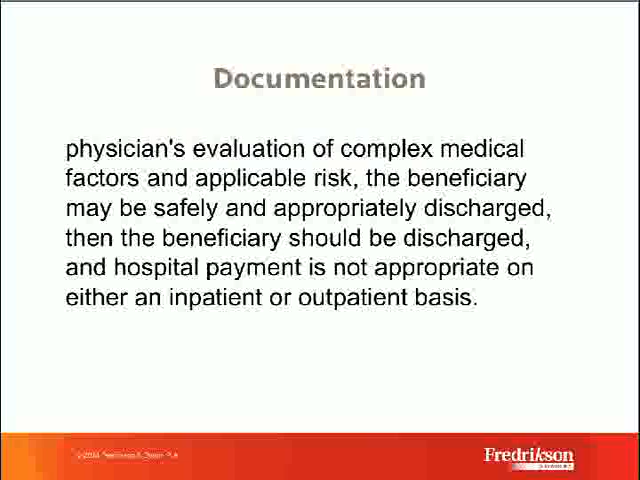 Documentation
physician's evaluation of complex medical
factors and applicable risk, the beneficiary
may be safely and appropriately discharged,
then the beneficiary should be discharged,
and hospital payment is not appropriate on
either an inpatient or outpatient basis.
Fredrikson